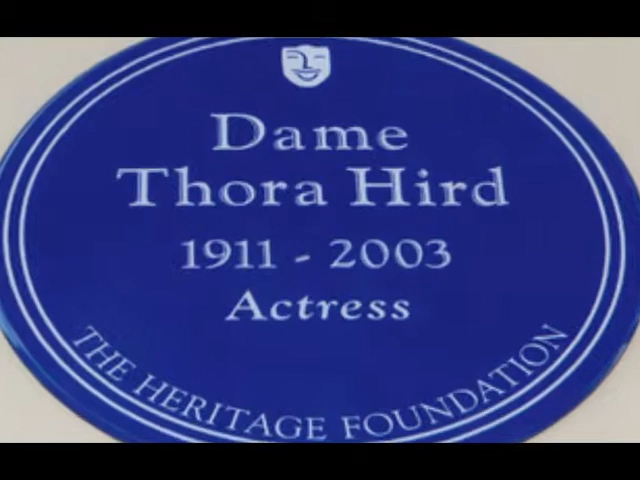 Dame
Thora Hird
1911 - 2003
Actress
THE HERITAGE FOUNDATION